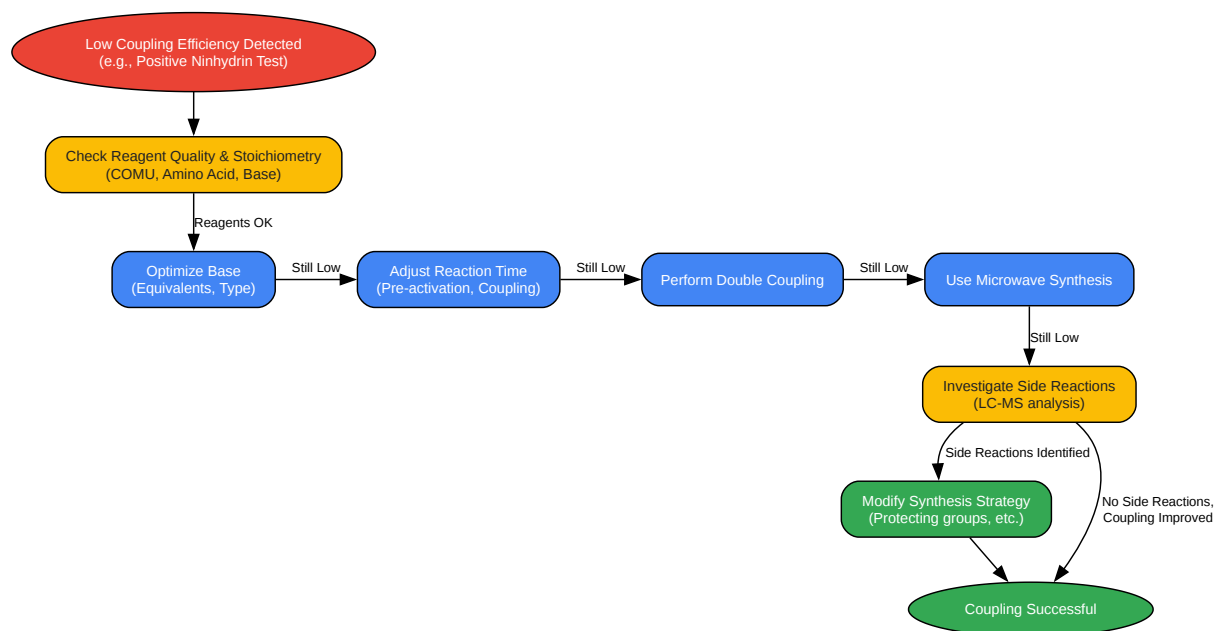 Low Coupling Efficiency Detected
(e.g., Positive Ninhydrin Test)
Check Reagent Quality & Stoichiometry
(COMU, Amino Acid, Base)
Reagents OK
Optimize Base
(Equivalents, Type)
Still Low
Adjust Reaction Time
(Pre-activation, Coupling)
Still Low
Perform Double Coupling
Still Low
Use Microwave Synthesis
Still Low
Investigate Side Reactions
(LC-MS analysis)
Side Reactions Identified
Modify Synthesis Strategy
(Protecting groups, etc.)
No Side Reactions,
Coupling Improved
Coupling Successful